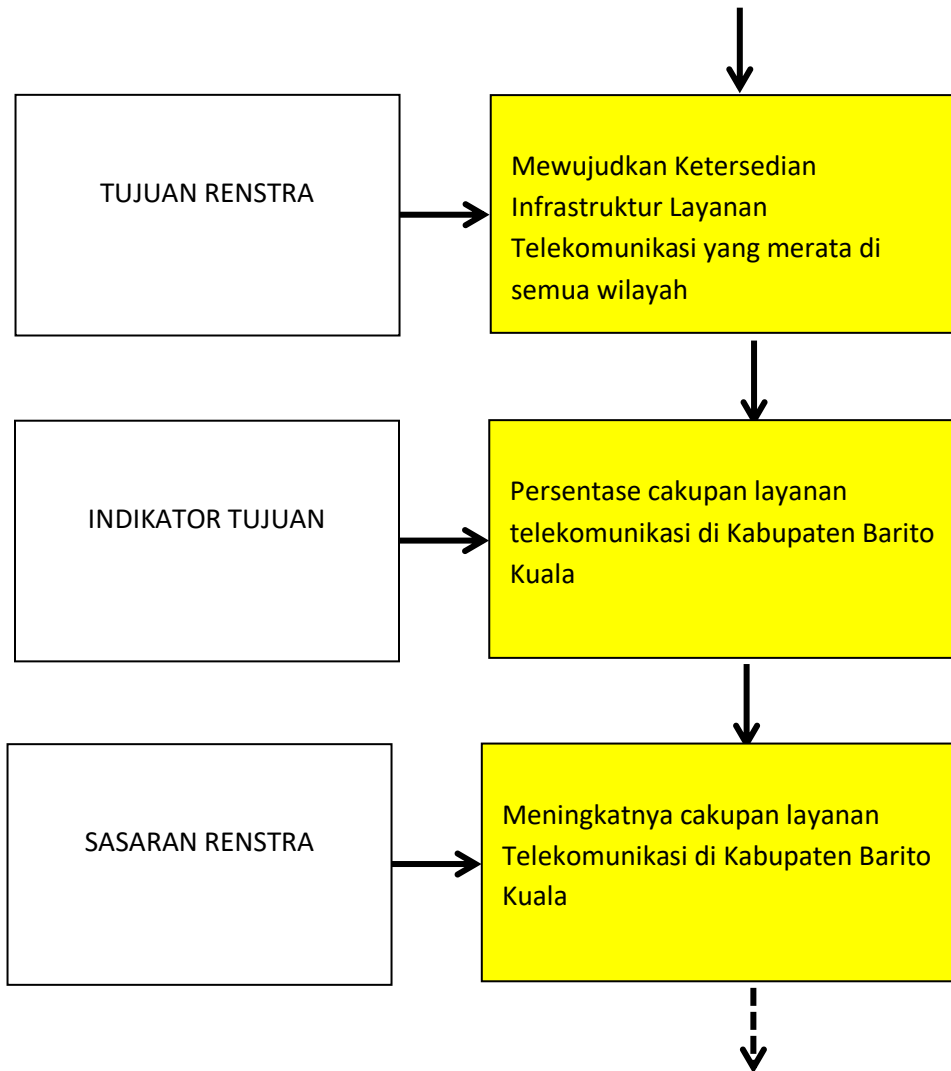 TUJUAN RENSTRA
Mewujudkan Ketersedian
Infrastruktur Layanan
Telekomunikasi yang merata di
semua wilayah
INDIKATOR TUJUAN
Persentase cakupan layanan
telekomunikasi di Kabupaten Barito
Kuala
SASARAN RENSTRA
Meningkatnya cakupan layanan
Telekomunikasi di Kabupaten Barito
Kuala